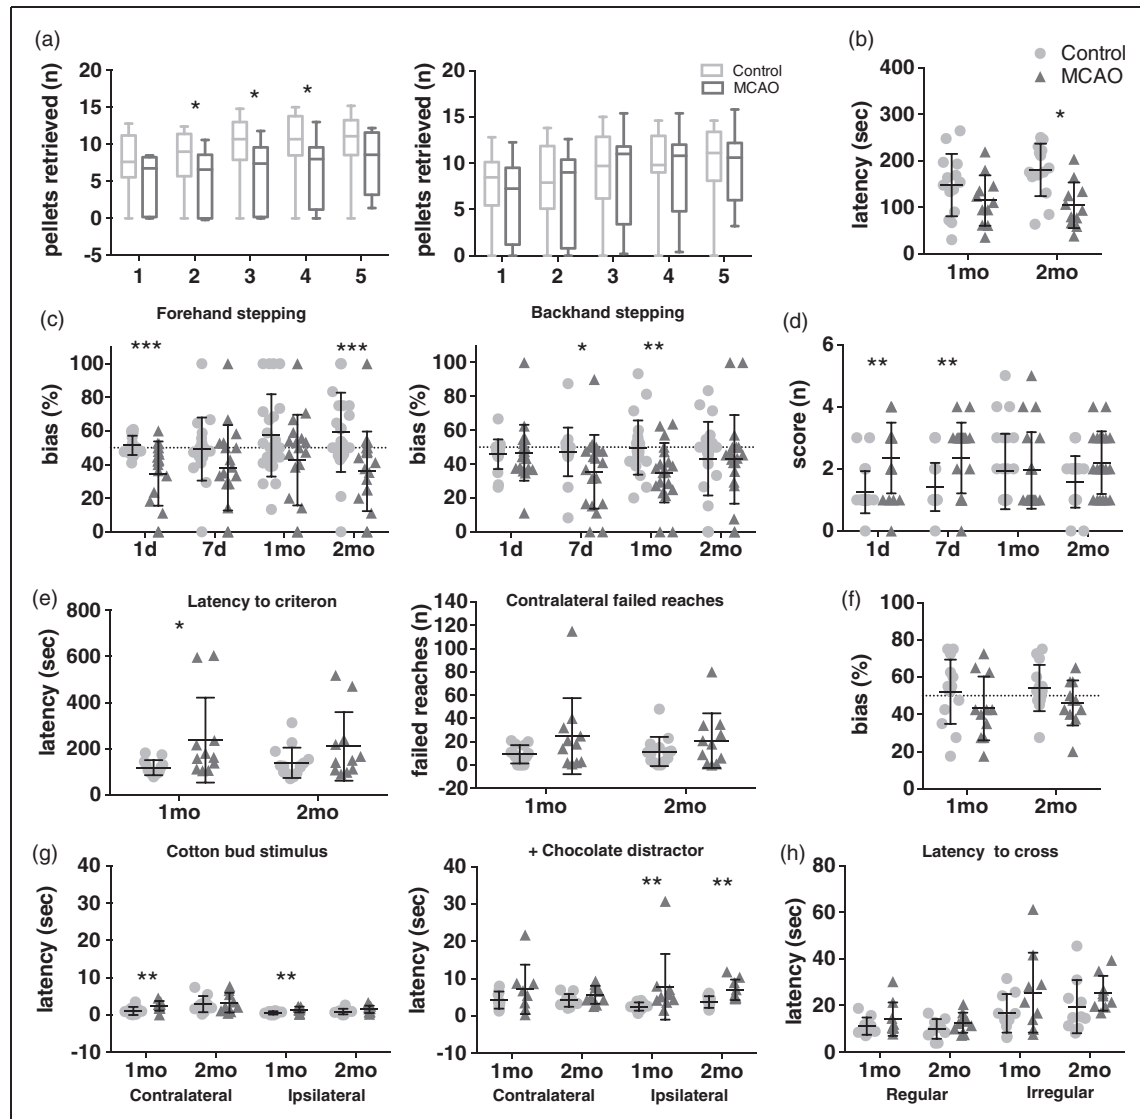 (a)
20
15
10
5
0
-5
pellets retrieved (n)
* * *
1 2 3 4 5
20
15
10
5
0
pellets retrieved (n)
Control
MCAO
1 2 3 4 5
(b)
Control
MCAO
400
300
200
100
0
latency (sec)
*
1mo 2mo
(c)
Forehand stepping
*** ***
100
80
60
40
20
0
bias (%)
1d 7d 1mo 2mo
Backhand stepping
* **
100
80
60
40
20
0
bias (%)
1d 7d 1mo 2mo
(d)
6
4
2
0
score (n)
** **
1d 7d 1mo 2mo
(e)
Latency to criteron
800
600
400
200
0
latency (sec)
*
1mo 2mo
Contralateral failed reaches
140
120
100
80
60
40
20
0
-20
failed reaches (n)
1mo 2mo
(f)
100
80
60
40
20
0
bias (%)
1mo 2mo
(g)
Cotton bud stimulus
40
30
20
10
0
-10
latency (sec)
** **
1mo 2mo 1mo 2mo
Contralateral Ipsilateral
+ Chocolate distractor
40
30
20
10
0
-10
latency (sec)
** **
1mo 2mo 1mo 2mo
Contralateral Ipsilateral
(h)
Latency to cross
80
60
40
20
0
latency (sec)
1mo 2mo 1mo 2mo
Regular Irregular